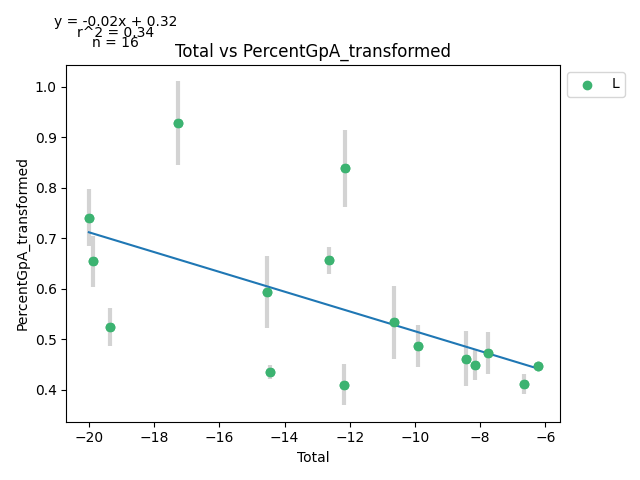 y = -0.02x + 0.32
r^2 = 0.34
n = 16
Total vs PercentGpA_transformed
L
PercentGpA_transformed
1.0
0.9
0.8
0.7
0.6
0.5
0.4
−20 −18 −16 −14 −12 −10 −8 −6
Total